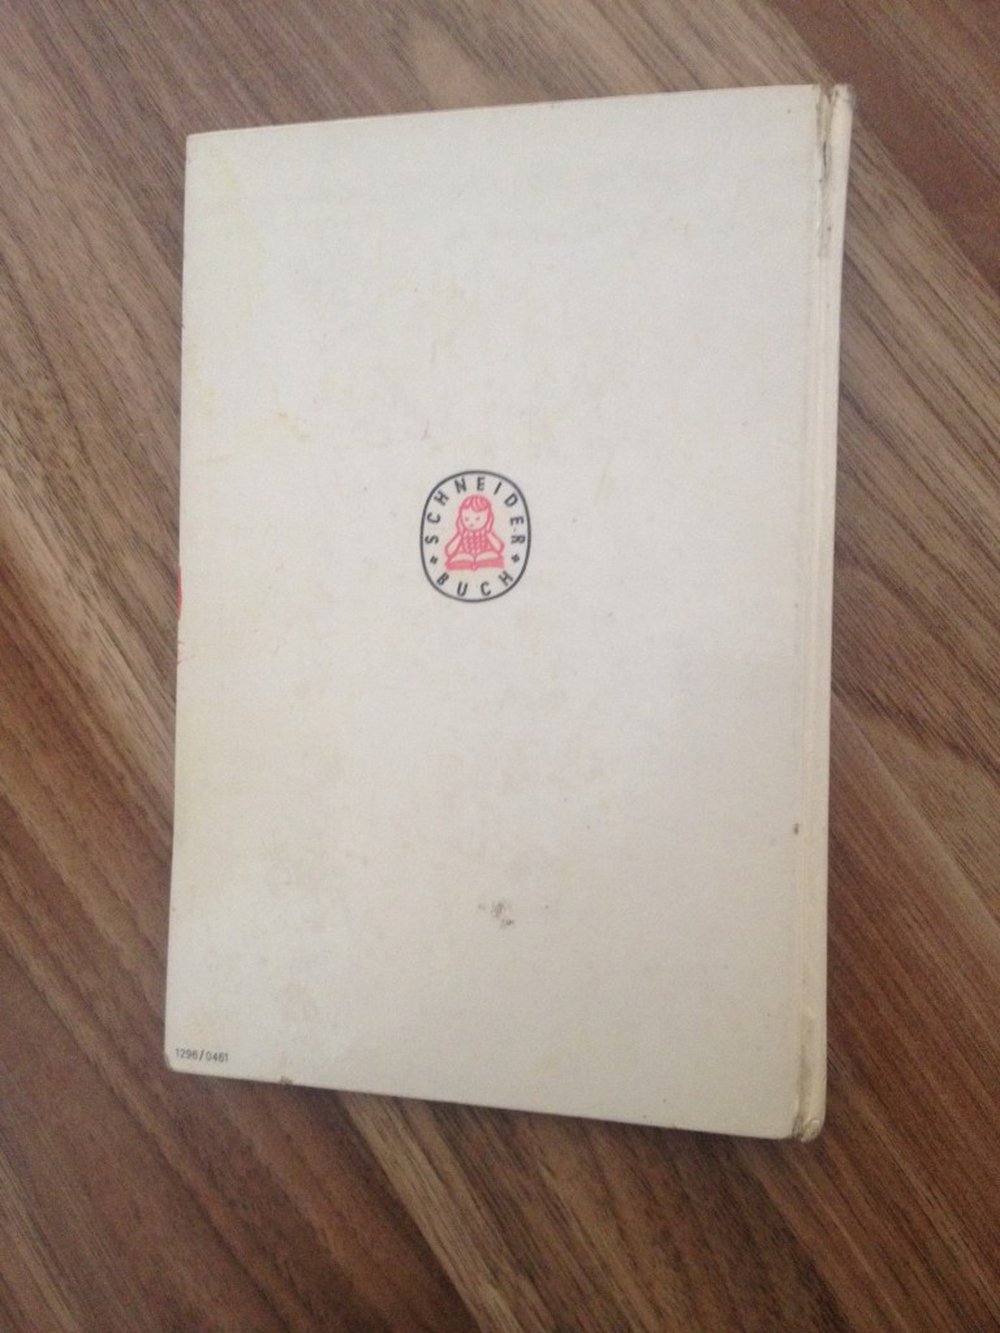 SCHNEIDER
* BUCH *
1296/0461